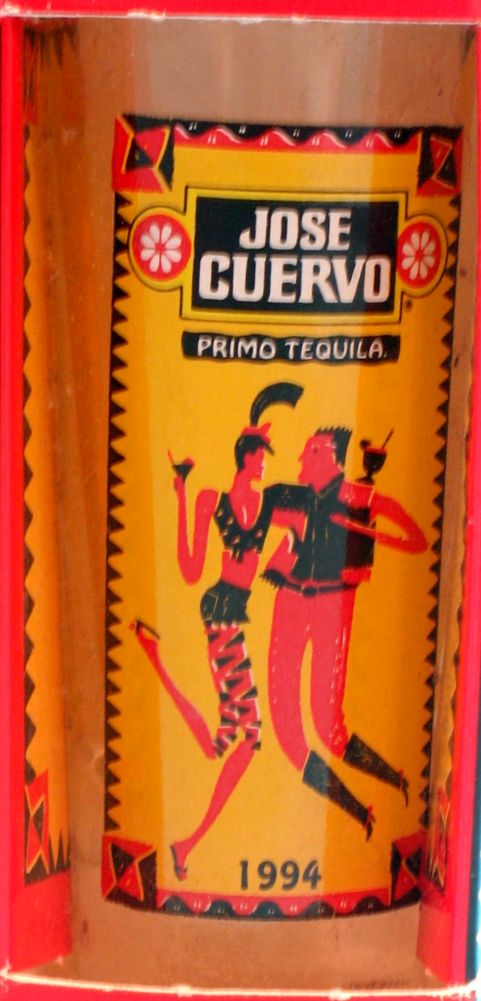 JOSE
CUERVO
PRIMO TEQUILA
1994